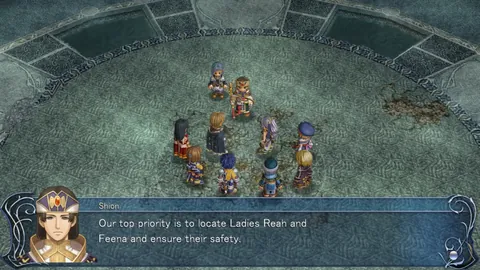 Shion
Our top priority is to locate Ladies Reah and
Feena and ensure their safety.